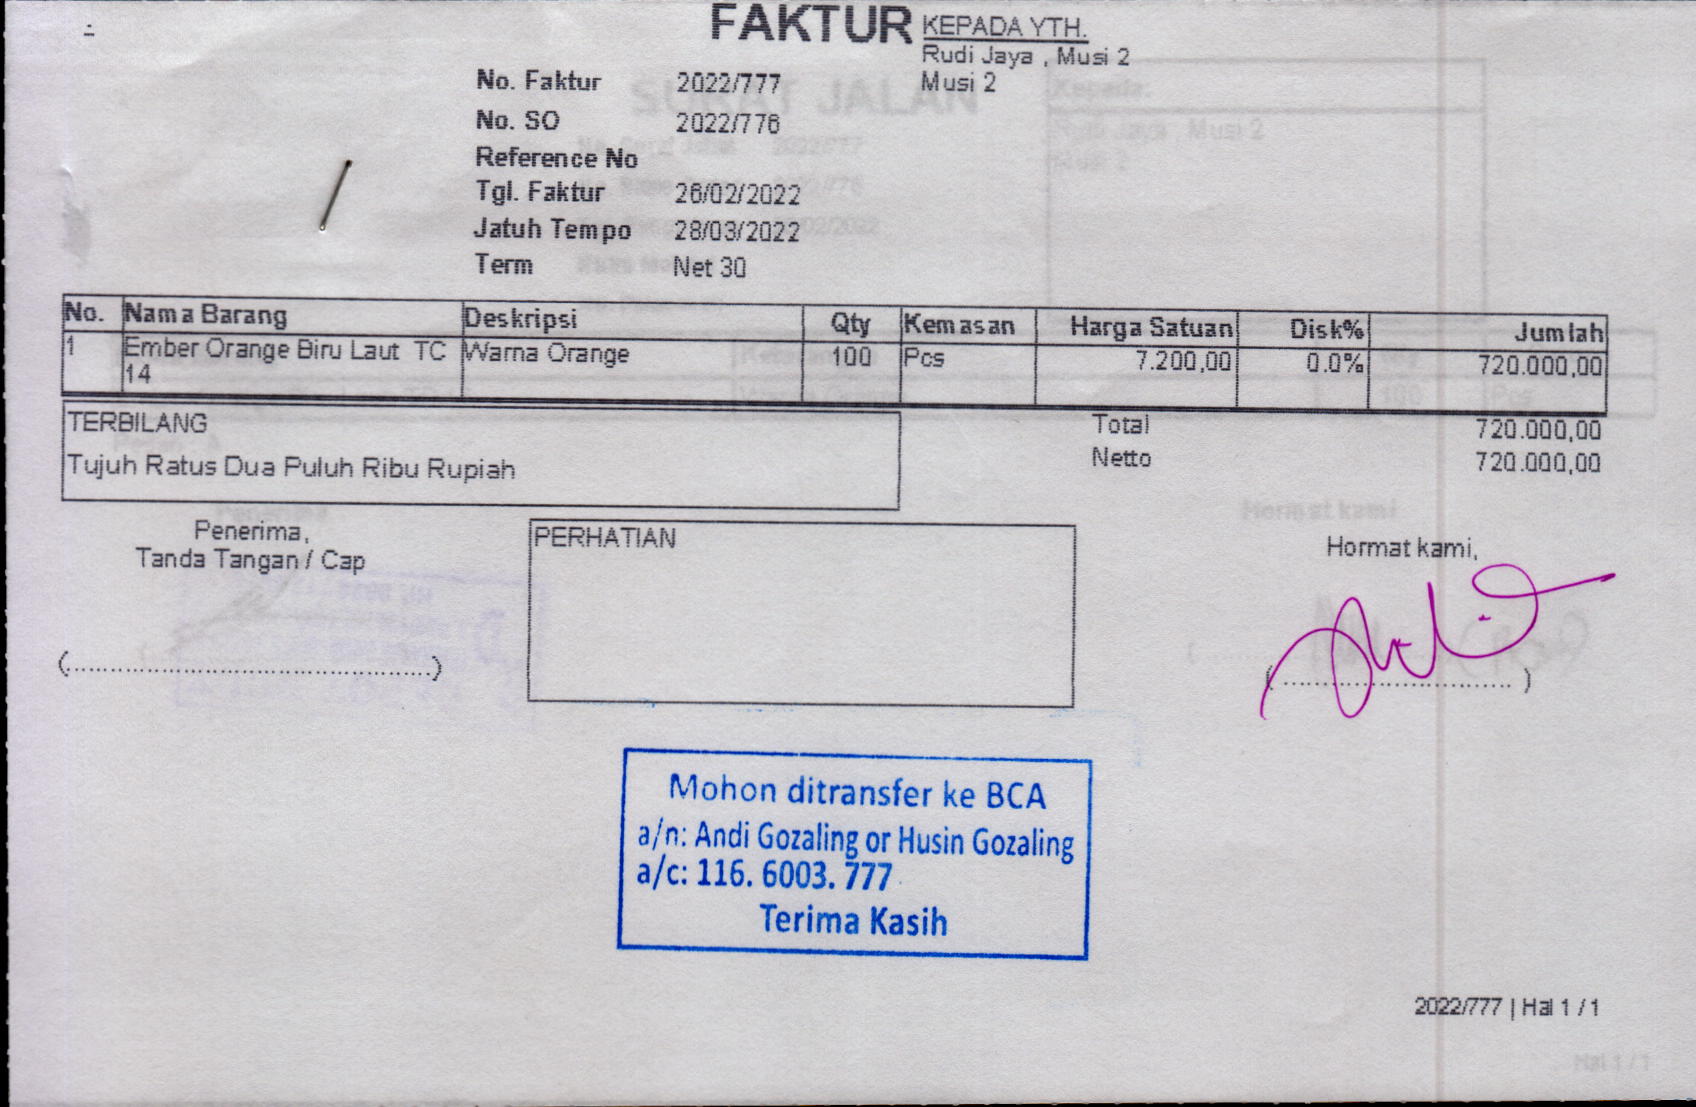 FAKTUR
KEPADA YTH.
Rudi Jaya , Musi 2
Musi 2
No. Faktur 2022/777
No. SO 2022/776
Reference No
Tgl. Faktur 26/02/2022
Jatuh Tempo 28/03/2022
Term Net 30
No. Nama Barang Deskripsi Qty Kemasan Harga Satuan Disk% Jumlah
1 Ember Orange Biru Laut TC Warna Orange 100 Pcs 7.200,00 0.0% 720.000,00
14
TERBILANG
Tujuh Ratus Dua Puluh Ribu Rupiah
Total 720.000,00
Netto 720.000,00
Penerima,
Tanda Tangan / Cap
(.....................................................)
PERHATIAN
Hormat kami,
( .................................. )
Mohon ditransfer ke BCA
a/n: Andi Gozaling or Husin Gozaling
a/c: 116. 6003. 777
Terima Kasih
2022/777 | Hal 1 / 1
Hal 1 / 1